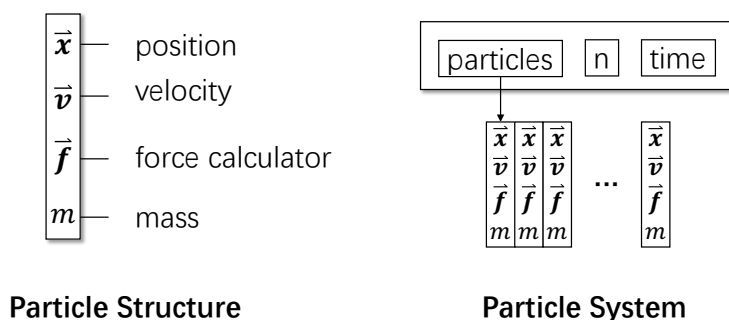 x⃗ position
v⃗ velocity
f⃗ force calculator
m mass
Particle Structure
particles n time
x⃗ x⃗ x⃗ x⃗
v⃗ v⃗ v⃗ v⃗
...
f⃗ f⃗ f⃗ f⃗
m m m m
Particle System